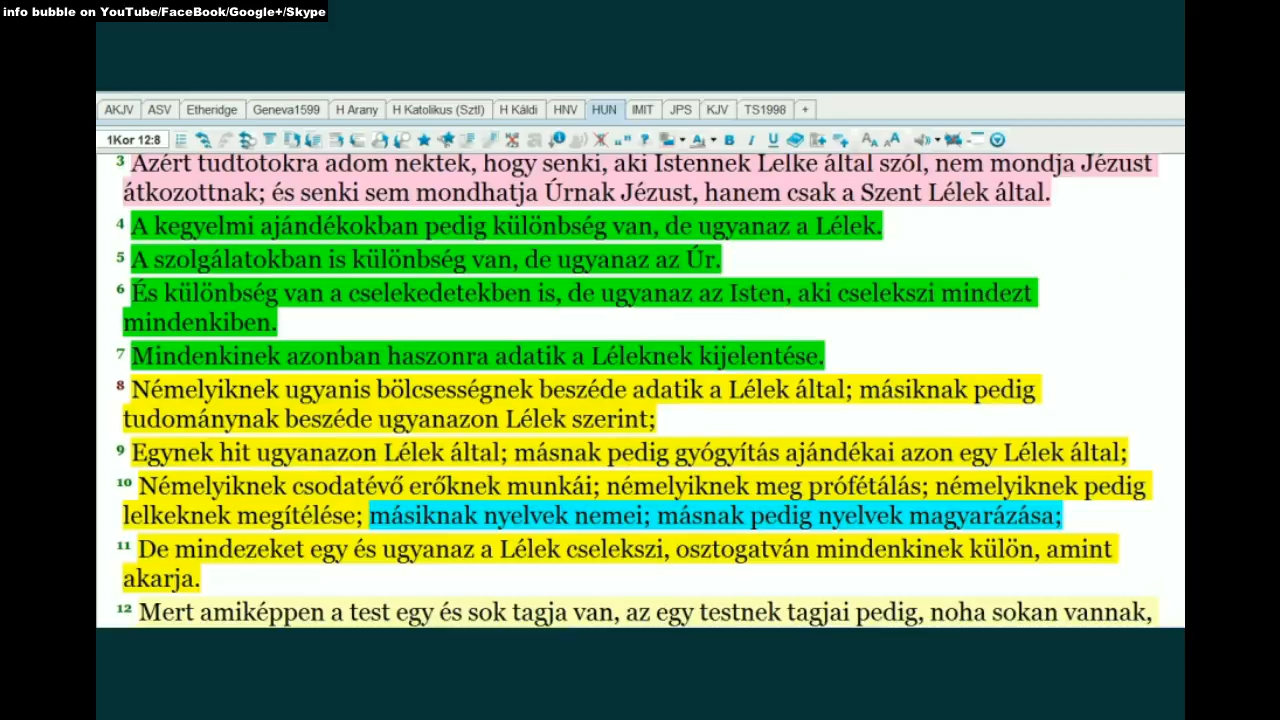 info bubble on YouTube/FaceBook/Google+/Skype
AKJV ASV Etheridge Geneva1599 H Arany H Katolikus (Sztl) H Káldi HNV HUN IMIT JPS KJV TS1998 +
1Kor 12:8
3 Azért tudtotokra adom nektek, hogy senki, aki Istennek Lelke által szól, nem mondja Jézust
átkozottnak; és senki sem mondhatja Úrnak Jézust, hanem csak a Szent Lélek által.
4 A kegyelmi ajándékokban pedig különbség van, de ugyanaz a Lélek.
5 A szolgálatokban is különbség van, de ugyanaz az Úr.
6 És különbség van a cselekedetekben is, de ugyanaz az Isten, aki cselekszi mindezt
mindenkiben.
7 Mindenkinek azonban haszonra adatik a Léleknek kijelentése.
8 Némelyiknek ugyanis bölcsességnek beszéde adatik a Lélek által; másiknak pedig
tudománynak beszéde ugyanazon Lélek szerint;
9 Egynek hit ugyanazon Lélek által; másnak pedig gyógyítás ajándékai azon egy Lélek által;
10 Némelyiknek csodatévő erőknek munkái; némelyiknek meg prófétálás; némelyiknek pedig
lelkeknek megítélése; másiknak nyelvek nemei; másnak pedig nyelvek magyarázása;
11 De mindezeket egy és ugyanaz a Lélek cselekszi, osztogatván mindenkinek külön, amint
akarja.
12 Mert amiképpen a test egy és sok tagja van, az egy testnek tagjai pedig, noha sokan vannak,